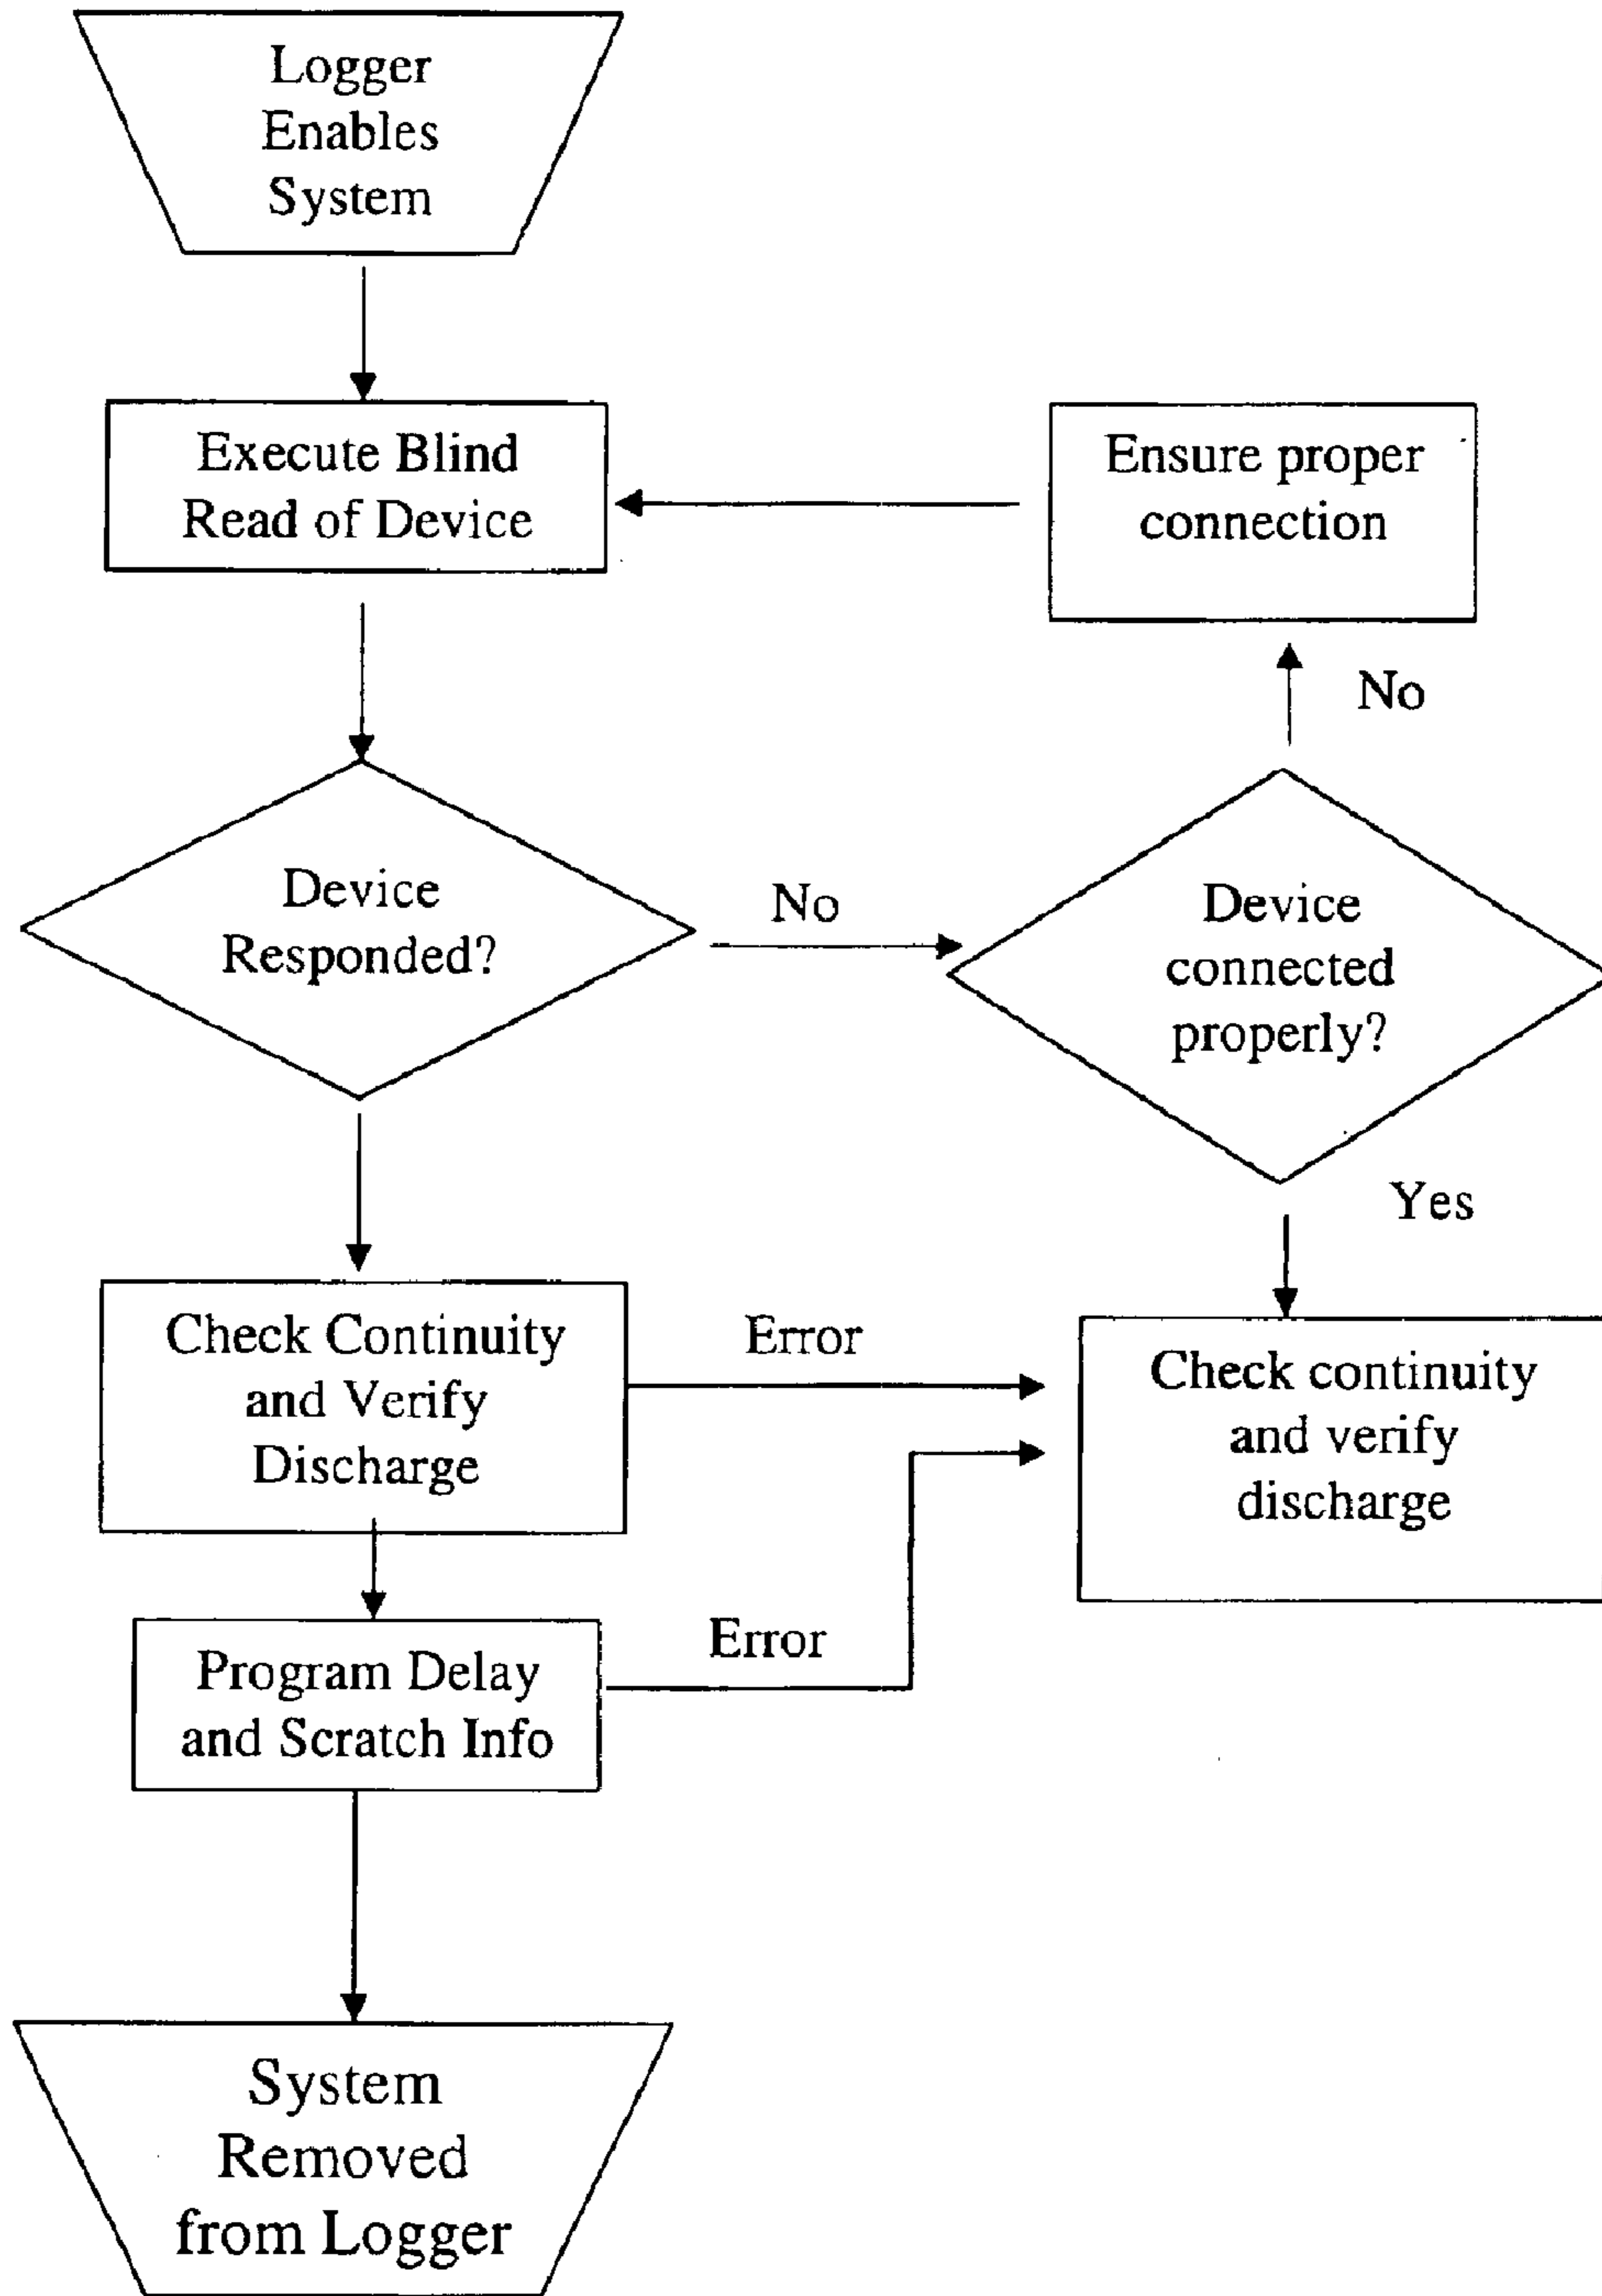 Logger
Enables
System
Execute Blind
Read of Device
Ensure proper
connection
No
Device
Responded?
No
Device
connected
properly?
Yes
Check Continuity
and Verify
Discharge
Error
Check continuity
and verify
discharge
Program Delay
and Scratch Info
Error
System
Removed
from Logger